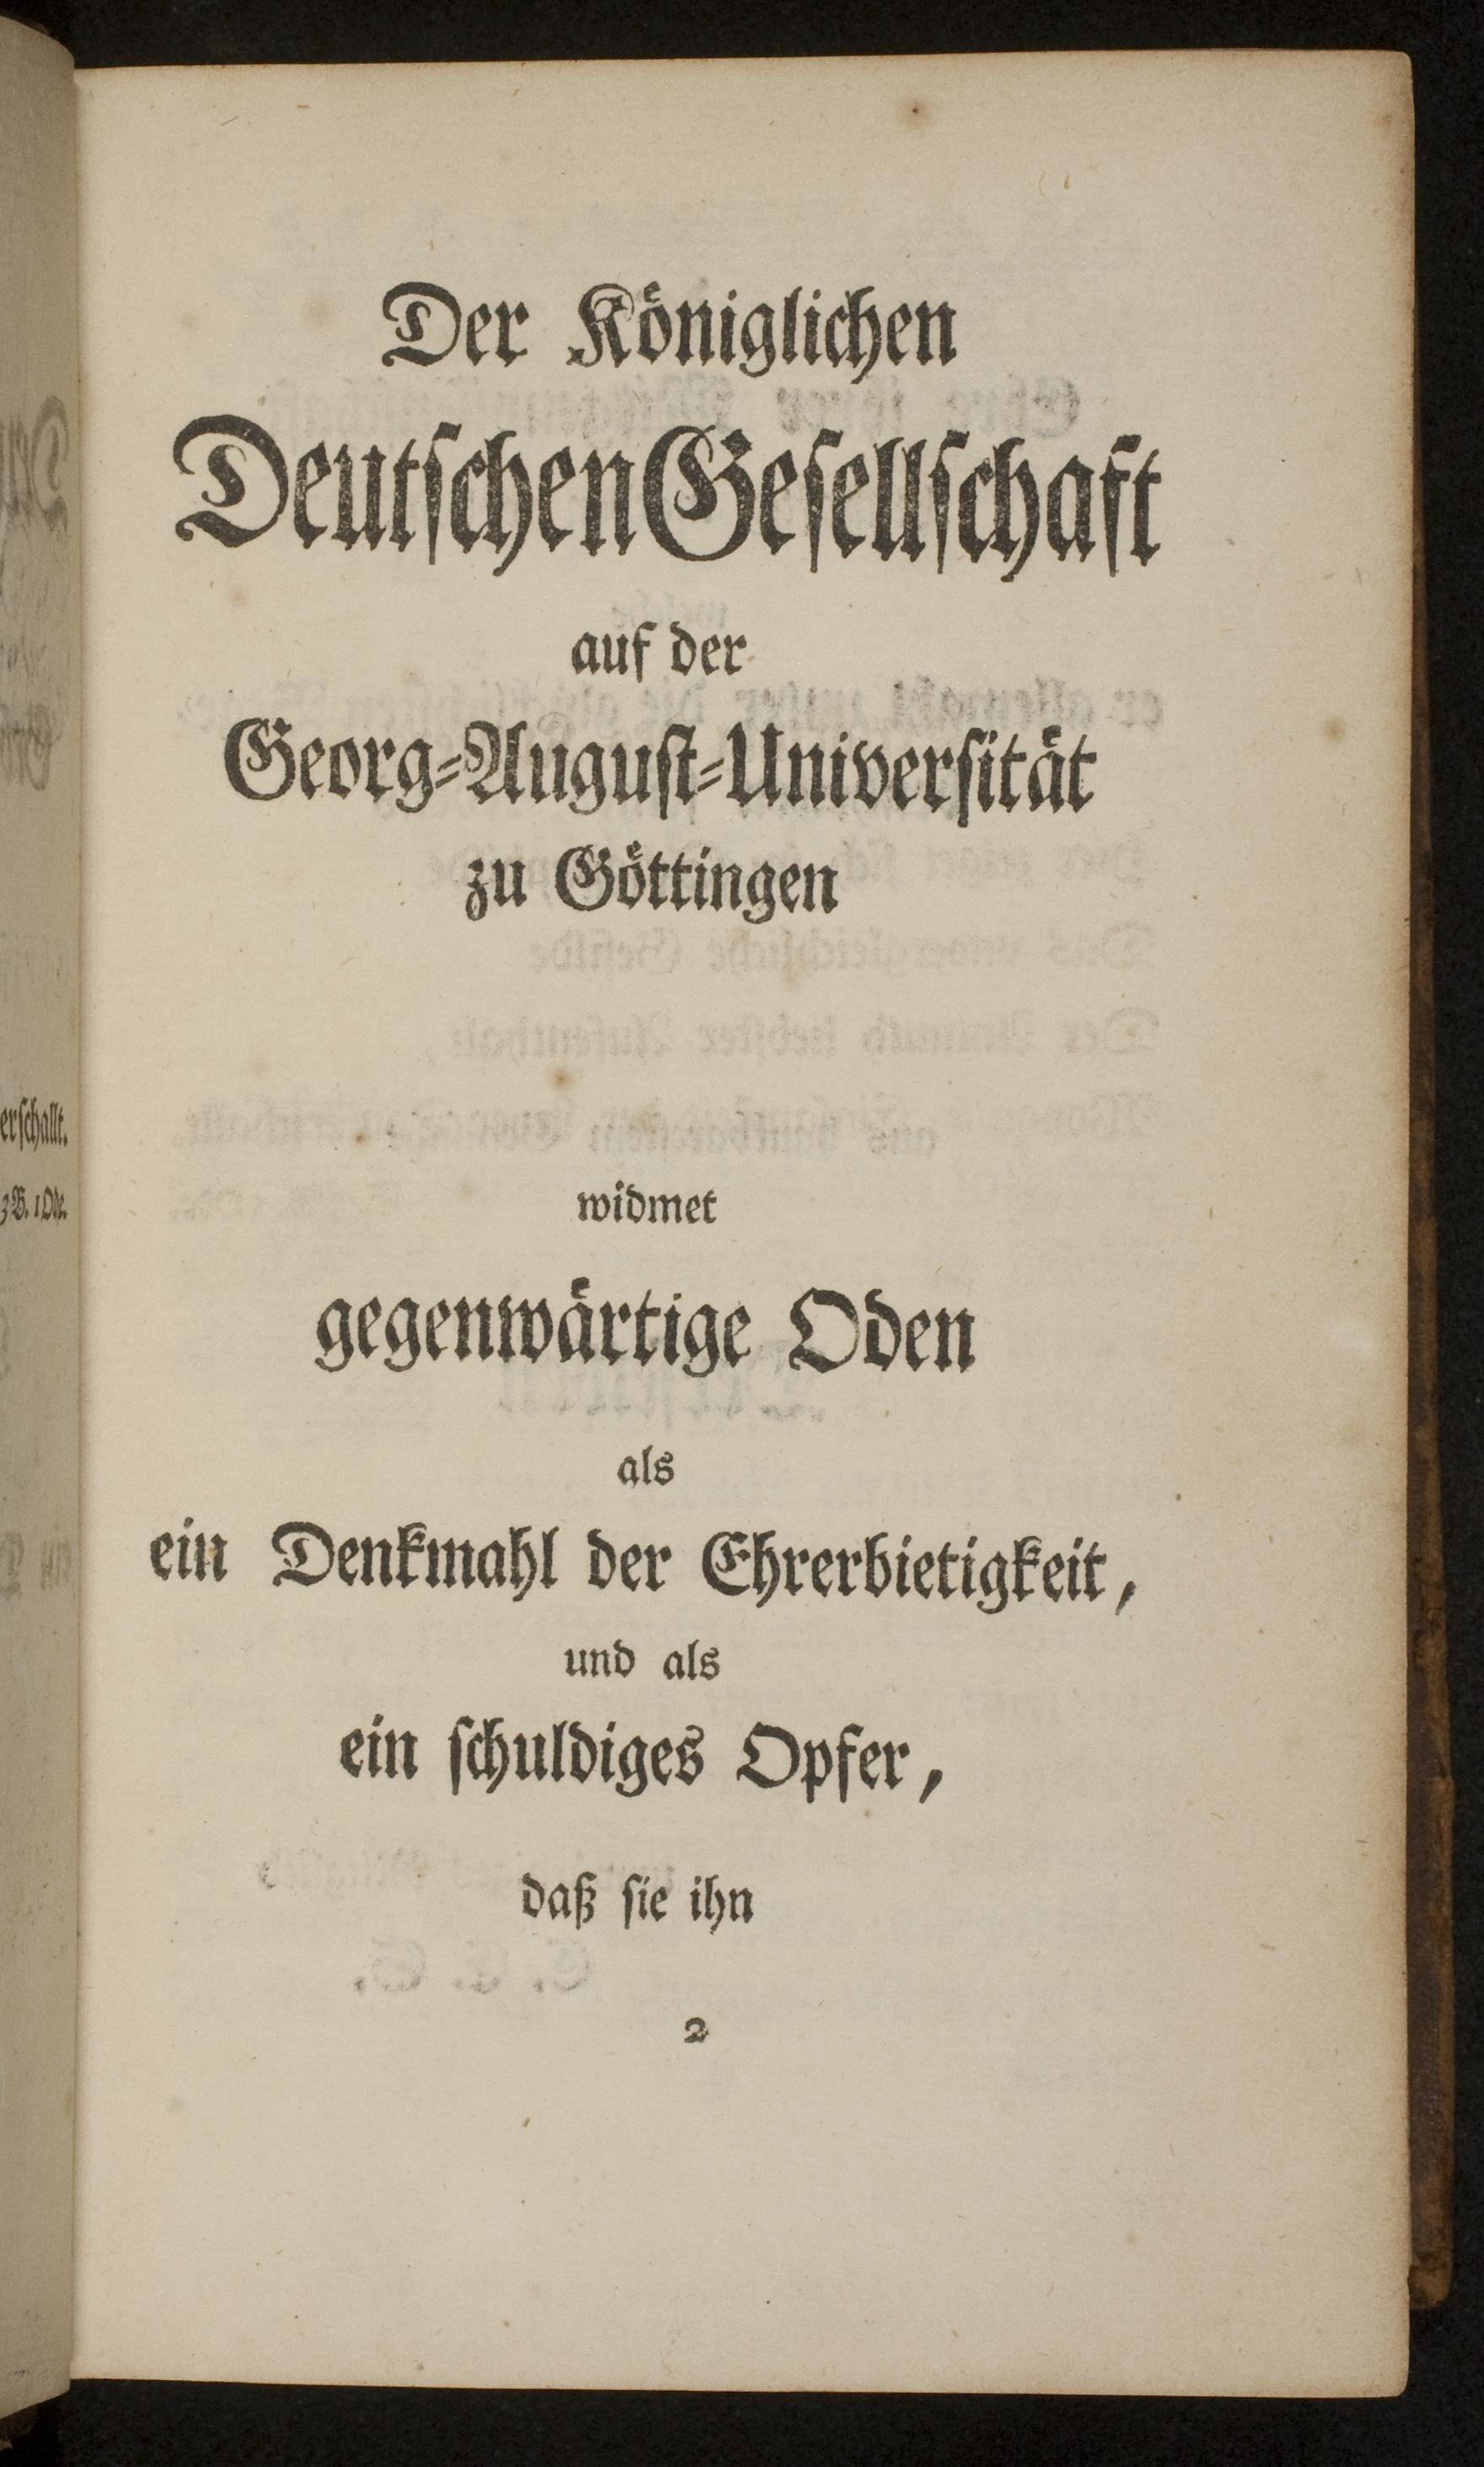 Der Königlichen
Deutschen Gesellschaft
auf der
Georg-August-Universität
zu Göttingen
widmet
gegenwärtige Oden
als
ein Denkmahl der Ehrerbietigkeit,
und als
ein schuldiges Opfer,
daß sie ihn
2
erschallt.
3 B. 1 Ode.